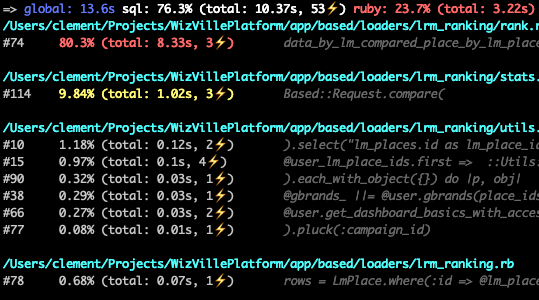 => global: 13.6s sql: 76.3% (total: 10.37s, 53⚡) ruby: 23.7% (total: 3.22s)
/Users/clement/Projects/WizVillePlatform/app/based/loaders/lrm_ranking/rank.r
#74 80.3% (total: 8.33s, 3⚡) data_by_lm_compared_place_by_lm_place
/Users/clement/Projects/WizVillePlatform/app/based/loaders/lrm_ranking/stats.
#114 9.84% (total: 1.02s, 3⚡) Based::Request.compare(
/Users/clement/Projects/WizVillePlatform/app/based/loaders/lrm_ranking/utils.
#10 1.18% (total: 0.12s, 2⚡) ).select("lm_places.id as lm_place_id
#15 0.97% (total: 0.1s, 4⚡) @user_lm_place_ids.first => ::Utils.
#90 0.32% (total: 0.03s, 1⚡) ).each_with_object({}) do |p, obj|
#38 0.29% (total: 0.03s, 1⚡) @gbrands_ ||= @user.gbrands(place_ids
#66 0.27% (total: 0.03s, 2⚡) @user.get_dashboard_basics_with_acces
#77 0.08% (total: 0.01s, 1⚡) ).pluck(:campaign_id)
/Users/clement/Projects/WizVillePlatform/app/based/loaders/lrm_ranking.rb
#78 0.68% (total: 0.07s, 1⚡) rows = LmPlace.where(:id => @lm_place